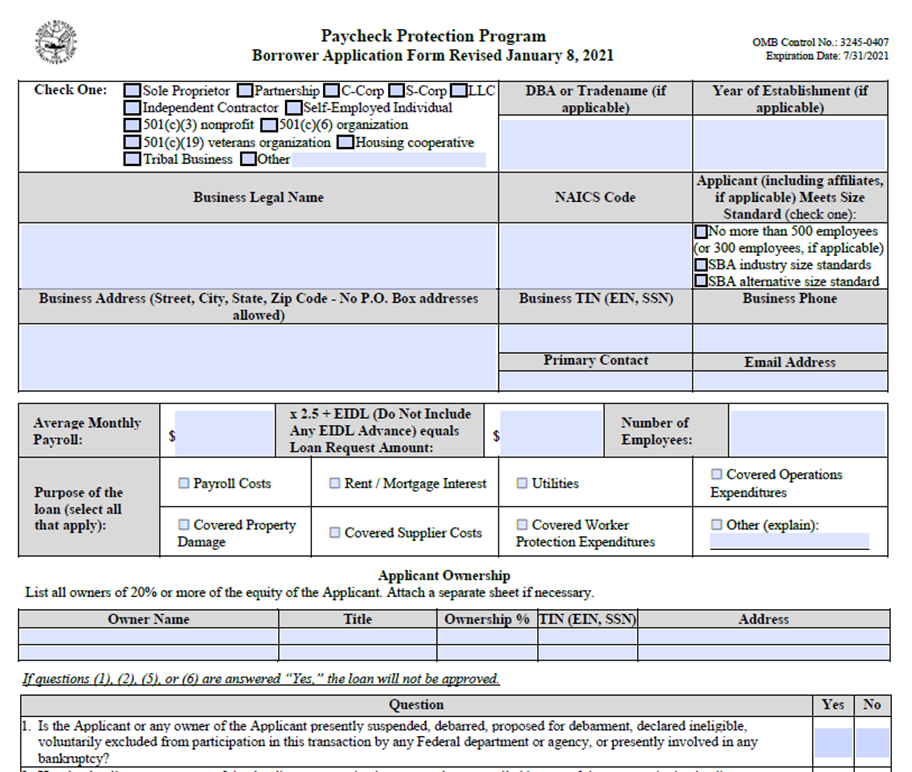 Paycheck Protection Program
Borrower Application Form Revised January 8, 2021
OMB Control No.: 3245-0407
Expiration Date: 7/31/2021
Check One:
Sole Proprietor Partnership C-Corp S-Corp LLC
Independent Contractor Self-Employed Individual
501(c)(3) nonprofit 501(c)(6) organization
501(c)(19) veterans organization Housing cooperative
Tribal Business Other
DBA or Tradename (if
applicable)
Year of Establishment (if
applicable)
Business Legal Name
NAICS Code
Applicant (including affiliates,
if applicable) Meets Size
Standard (check one):
No more than 500 employees
(or 300 employees, if applicable)
SBA industry size standards
SBA alternative size standard
Business Address (Street, City, State, Zip Code - No P.O. Box addresses
allowed)
Business TIN (EIN, SSN)
Business Phone
Primary Contact
Email Address
Average Monthly
Payroll:
$
x 2.5 + EIDL (Do Not Include
Any EIDL Advance) equals
Loan Request Amount:
$
Number of
Employees:
Purpose of the
loan (select all
that apply):
Payroll Costs
Rent / Mortgage Interest
Utilities
Covered Operations
Expenditures
Covered Property
Damage
Covered Supplier Costs
Covered Worker
Protection Expenditures
Other (explain):
Applicant Ownership
List all owners of 20% or more of the equity of the Applicant. Attach a separate sheet if necessary.
Owner Name Title Ownership % TIN (EIN, SSN) Address
If questions (1), (2), (5), or (6) are answered “Yes,” the loan will not be approved.
Question Yes No
1. Is the Applicant or any owner of the Applicant presently suspended, debarred, proposed for debarment, declared ineligible,
voluntarily excluded from participation in this transaction by any Federal department or agency, or presently involved in any
bankruptcy?